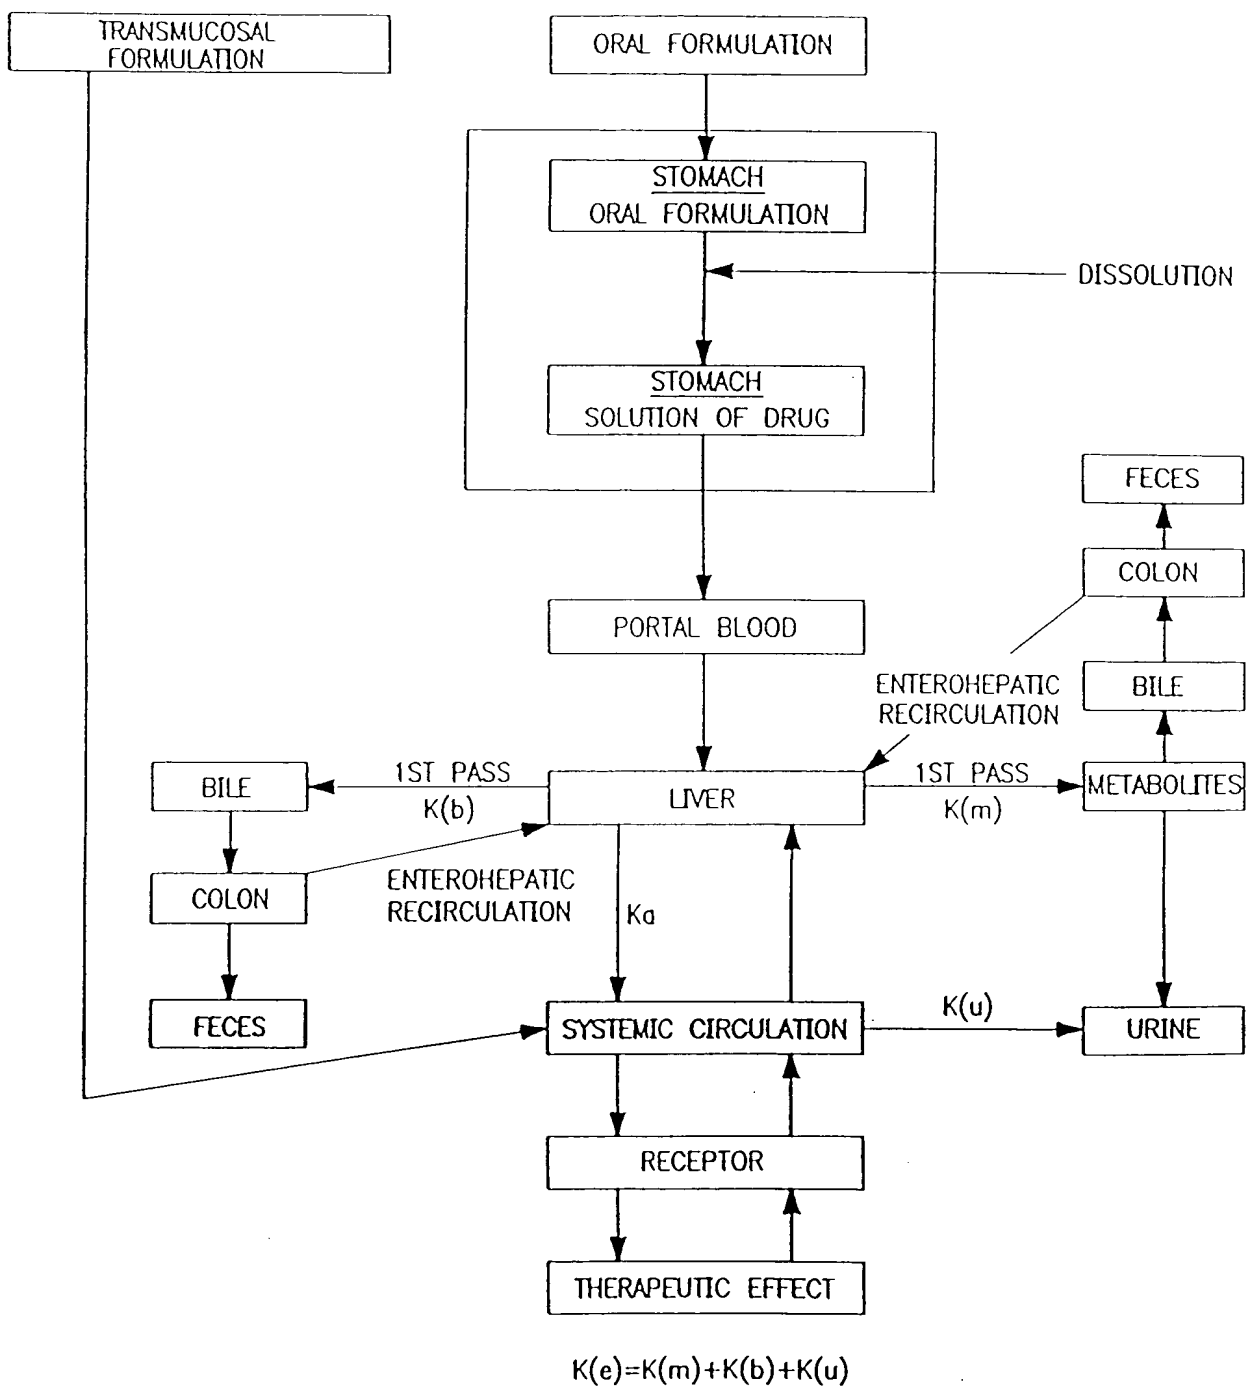 TRANSMUCOSAL
FORMULATION
ORAL FORMULATION
STOMACH
ORAL FORMULATION
DISSOLUTION
STOMACH
SOLUTION OF DRUG
FECES
COLON
PORTAL BLOOD
ENTEROHEPATIC
RECIRCULATION
BILE
BILE
1ST PASS
K(b)
LIVER
1ST PASS
K(m)
METABOLITES
COLON
ENTEROHEPATIC
RECIRCULATION
Ka
FECES
SYSTEMIC CIRCULATION
K(u)
URINE
RECEPTOR
THERAPEUTIC EFFECT
K(e)=K(m)+K(b)+K(u)